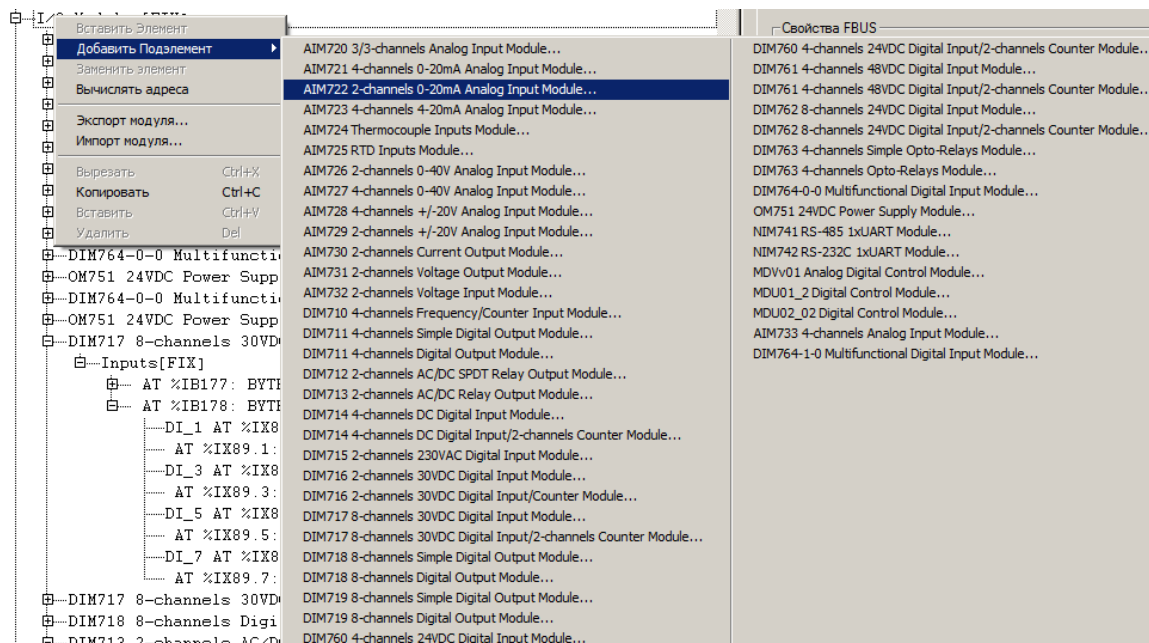 Вставить Элемент
Добавить Подэлемент
Заменить элемент
Вычислять адреса
Экспорт модуля...
Импорт модуля...
Вырезать Ctrl+X
Копировать Ctrl+C
Вставить Ctrl+V
Удалить Del
DIM764-0-0 Multifuncti
OM751 24VDC Power Supp
DIM764-0-0 Multifuncti
OM751 24VDC Power Supp
DIM717 8-channels 30VD
Inputs[FIX]
AT %IB177: BYTE
AT %IB178: BYTE
DI_1 AT %IX8
AT %IX89.1:
DI_3 AT %IX8
AT %IX89.3:
DI_5 AT %IX8
AT %IX89.5:
DI_7 AT %IX8
AT %IX89.7:
DIM717 8-channels 30VD
DIM718 8-channels Digi
DIM713 2-channels AC/D
AIM720 3/3-channels Analog Input Module...
AIM721 4-channels 0-20mA Analog Input Module...
AIM722 2-channels 0-20mA Analog Input Module...
AIM723 4-channels 4-20mA Analog Input Module...
AIM724 Thermocouple Inputs Module...
AIM725 RTD Inputs Module...
AIM726 2-channels 0-40V Analog Input Module...
AIM727 4-channels 0-40V Analog Input Module...
AIM728 4-channels +/-20V Analog Input Module...
AIM729 2-channels +/-20V Analog Input Module...
AIM730 2-channels Current Output Module...
AIM731 2-channels Voltage Output Module...
AIM732 2-channels Voltage Input Module...
DIM710 4-channels Frequency/Counter Input Module...
DIM711 4-channels Simple Digital Output Module...
DIM711 4-channels Digital Output Module...
DIM712 2-channels AC/DC SPDT Relay Output Module...
DIM713 2-channels AC/DC Relay Output Module...
DIM714 4-channels DC Digital Input Module...
DIM714 4-channels DC Digital Input/2-channels Counter Module...
DIM715 2-channels 230VAC Digital Input Module...
DIM716 2-channels 30VDC Digital Input Module...
DIM716 2-channels 30VDC Digital Input/Counter Module...
DIM717 8-channels 30VDC Digital Input Module...
DIM717 8-channels 30VDC Digital Input/2-channels Counter Module...
DIM718 8-channels Simple Digital Output Module...
DIM718 8-channels Digital Output Module...
DIM719 8-channels Simple Digital Output Module...
DIM719 8-channels Digital Output Module...
DIM760 4-channels 24VDC Digital Input Module...
Свойства FBUS
DIM760 4-channels 24VDC Digital Input/2-channels Counter Module...
DIM761 4-channels 48VDC Digital Input Module...
DIM761 4-channels 48VDC Digital Input/2-channels Counter Module...
DIM762 8-channels 24VDC Digital Input Module...
DIM762 8-channels 24VDC Digital Input/2-channels Counter Module...
DIM763 4-channels Simple Opto-Relays Module...
DIM763 4-channels Opto-Relays Module...
DIM764-0-0 Multifunctional Digital Input Module...
OM751 24VDC Power Supply Module...
NIM741 RS-485 1xUART Module...
NIM742 RS-232C 1xUART Module...
MDVv01 Analog Digital Control Module...
MDU01_2 Digital Control Module...
MDU02_02 Digital Control Module...
AIM733 4-channels Analog Input Module...
DIM764-1-0 Multifunctional Digital Input Module...